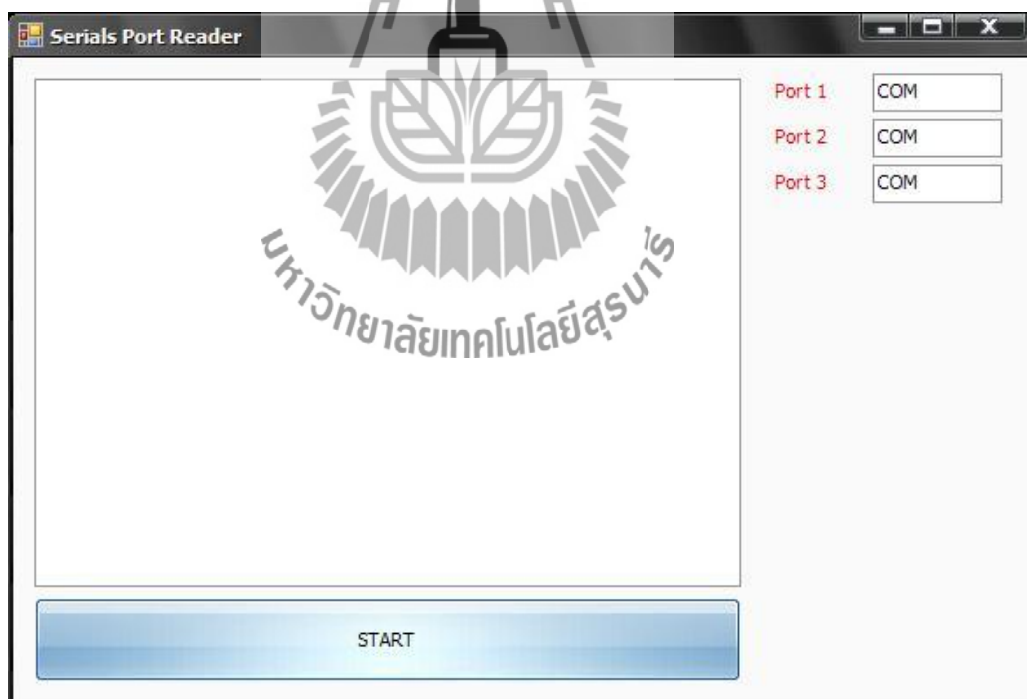 Serials Port Reader
Port 1 COM
Port 2 COM
Port 3 COM
มหาวิทยาลัยเทคโนโลยีสุรนารี
START